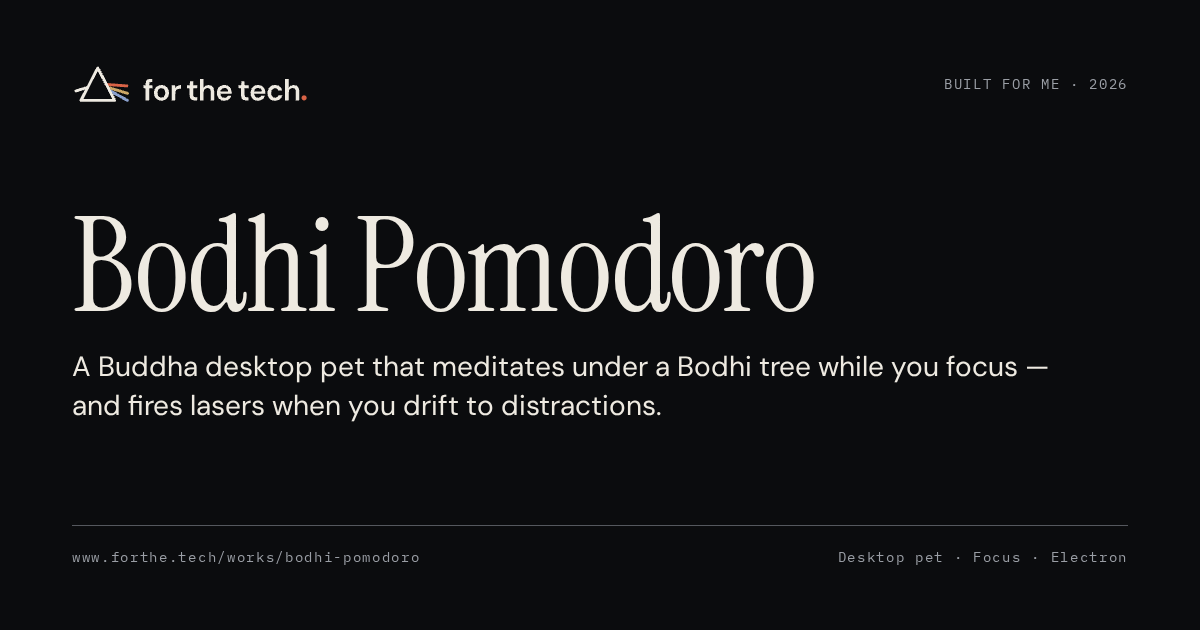 for the tech.
BUILT FOR ME · 2026
Bodhi Pomodoro
A Buddha desktop pet that meditates under a Bodhi tree while you focus —
and fires lasers when you drift to distractions.
www.forthe.tech/works/bodhi-pomodoro
Desktop pet · Focus · Electron